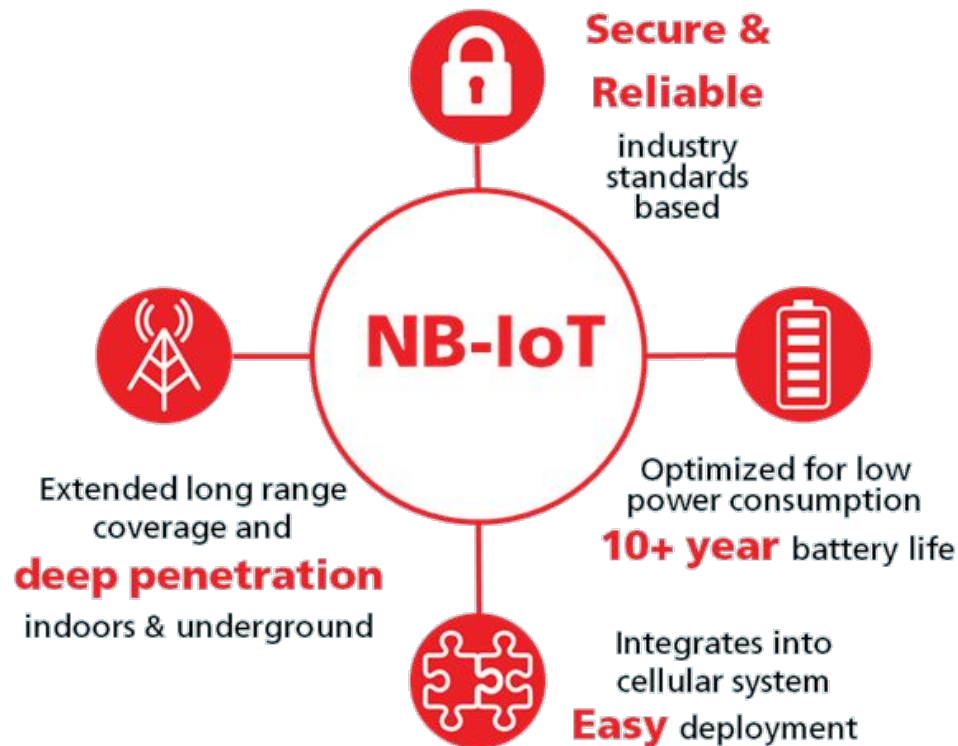 Secure &
Reliable
industry
standards
based
NB-IoT
Extended long range
coverage and
deep penetration
indoors & underground
Optimized for low
power consumption
10+ year battery life
Integrates into
cellular system
Easy deployment